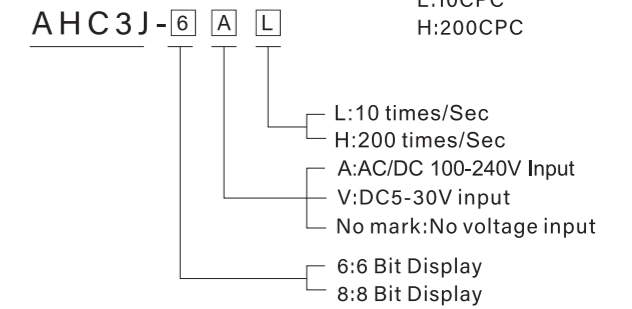 L:10CPC
AHC3J-6 A L
H:200CPC
L:10 times/Sec
H:200 times/Sec
A:AC/DC 100-240V Input
V:DC5-30V input
No mark:No voltage input
6:6 Bit Display
8:8 Bit Display